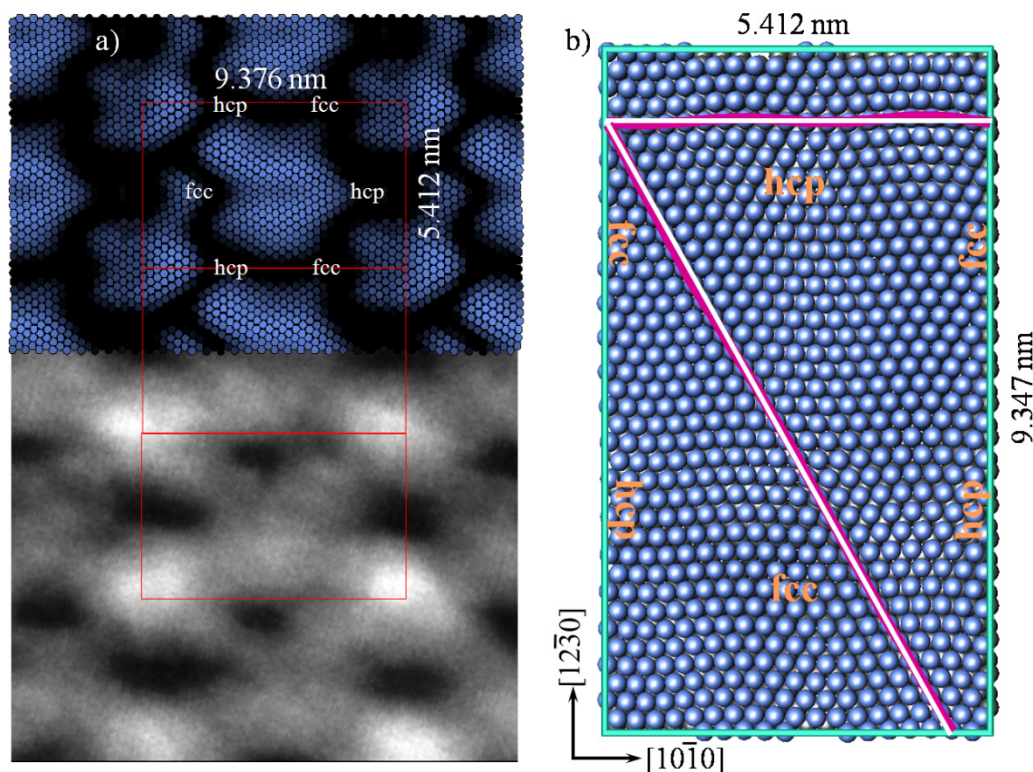 a)
9.376 nm
hcp fcc
fcc
hcp
5.412 nm
hcp fcc
b)
5.412 nm
hcp
fcc
fcc
9.347 nm
hcp
hcp
fcc
[12̄30]
[101̄0]